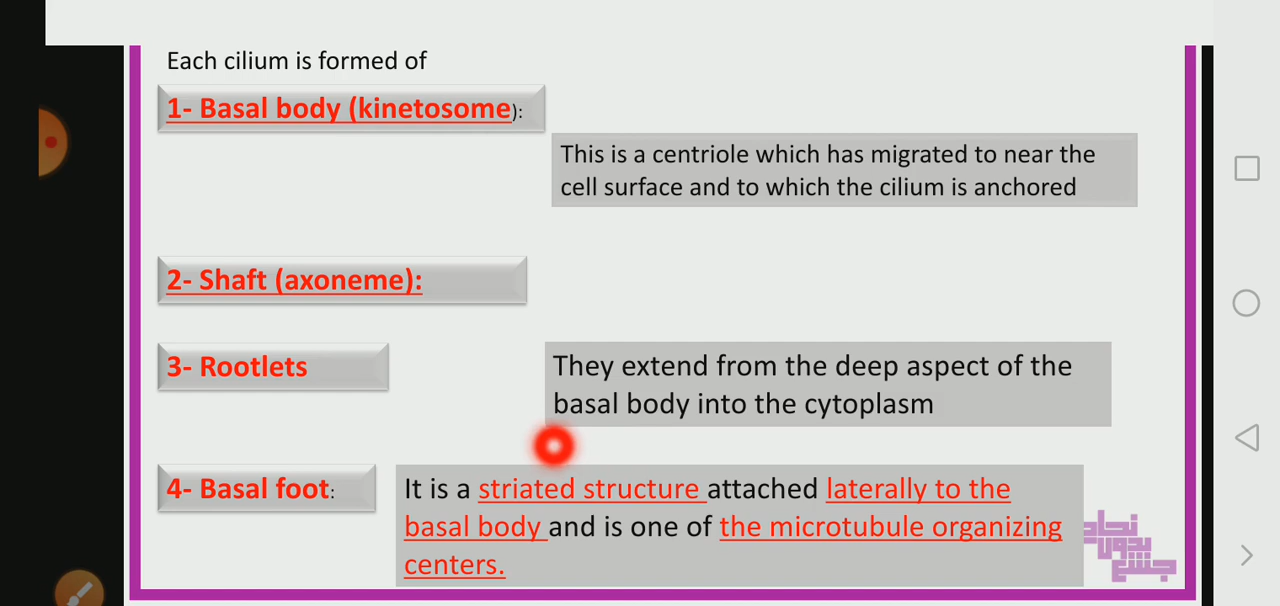 Each cilium is formed of
1- Basal body (kinetosome):
This is a centriole which has migrated to near the
cell surface and to which the cilium is anchored
2- Shaft (axoneme):
3- Rootlets
They extend from the deep aspect of the
basal body into the cytoplasm
4- Basal foot:
It is a striated structure attached laterally to the
basal body and is one of the microtubule organizing
centers.
نجاح
بدون
جشع